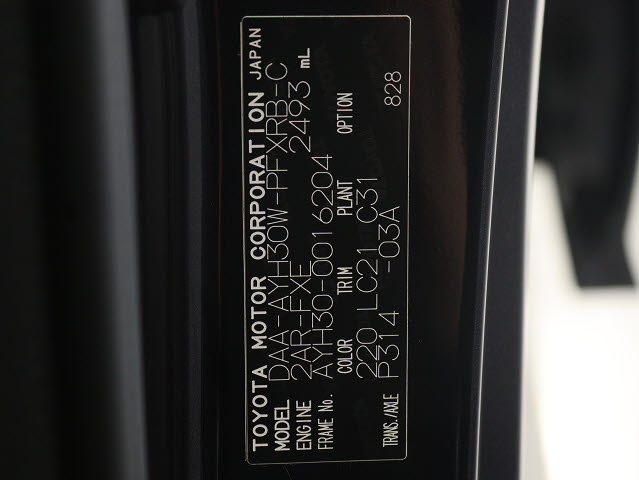 TOYOTA MOTOR CORPORATION JAPAN
MODEL DAA-AYH30W-PFXRB-C
ENGINE 2AR-FXE 2493 mL
FRAME No. AYH30-0016204
COLOR TRIM PLANT OPTION
220 LC21 C31
TRANS./AXLE P314 -03A 828